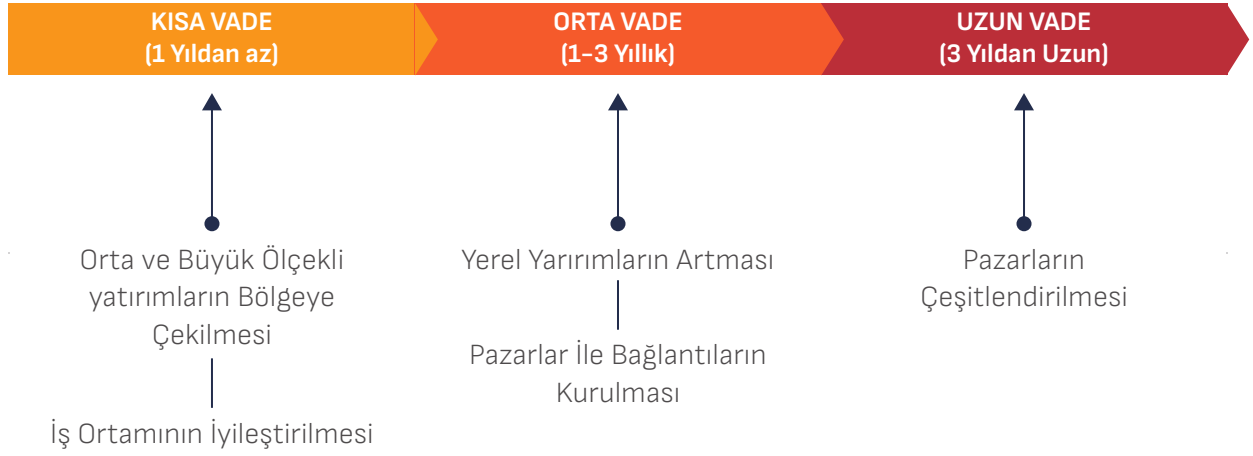 KISA VADE
(1 Yıldan az)
ORTA VADE
(1-3 Yıllık)
UZUN VADE
(3 Yıldan Uzun)
Orta ve Büyük Ölçekli
yatırımların Bölgeye
Çekilmesi
İş Ortamının İyileştirilmesi
Yerel Yarırımların Artması
Pazarlar İle Bağlantıların
Kurulması
Pazarların
Çeşitlendirilmesi